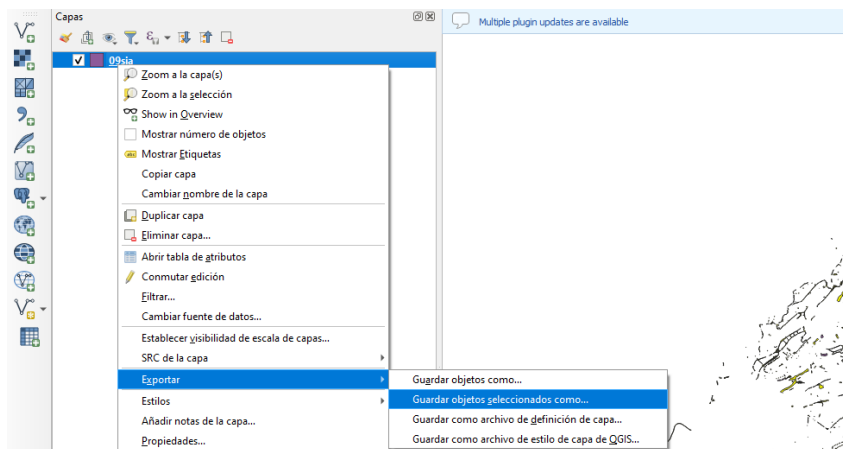 Capas
Multiple plugin updates are available
09sia
Zoom a la capa(s)
Zoom a la selección
Show in Overview
Mostrar número de objetos
abc Mostrar Etiquetas
Copiar capa
Cambiar nombre de la capa
Duplicar capa
Eliminar capa...
Abrir tabla de atributos
Conmutar edición
Filtrar...
Cambiar fuente de datos...
Establecer visibilidad de escala de capas...
SRC de la capa
Exportar
Guardar objetos como...
Estilos
Guardar objetos seleccionados como...
Añadir notas de la capa...
Guardar como archivo de definición de capa...
Propiedades...
Guardar como archivo de estilo de capa de QGIS...